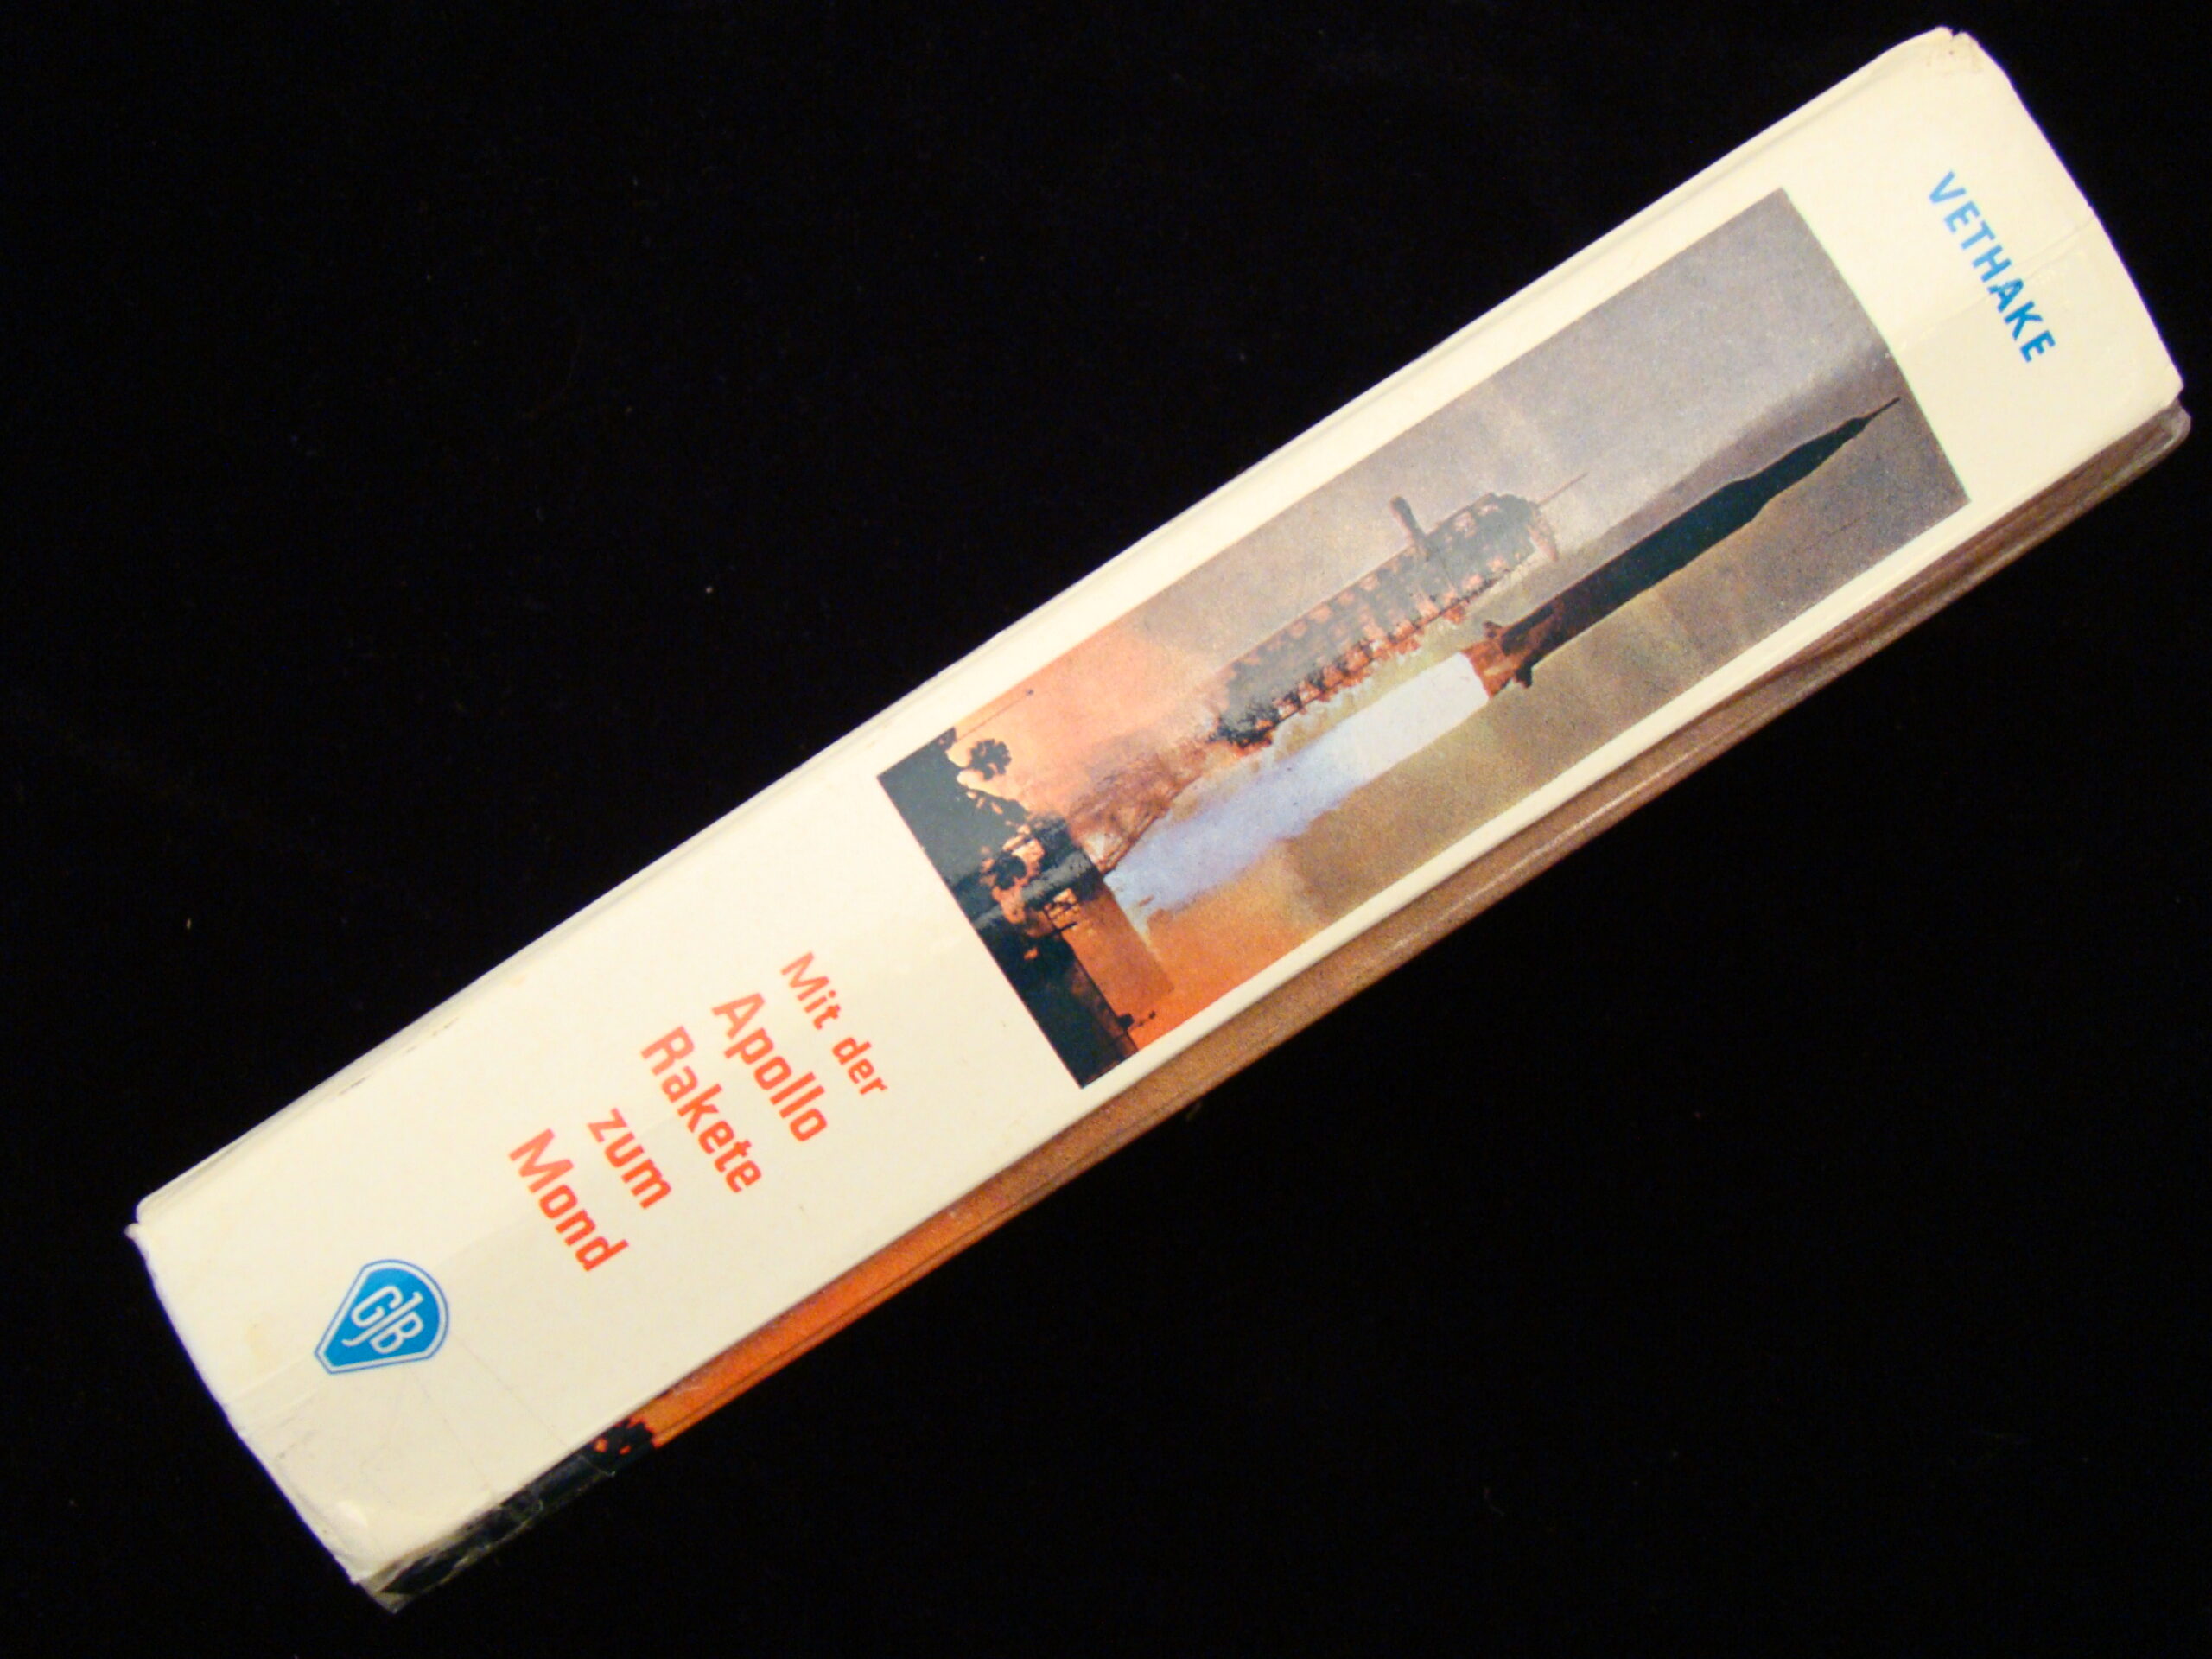 VETHAKE
Mit der
Apollo
Rakete
zum
Mond
GJB